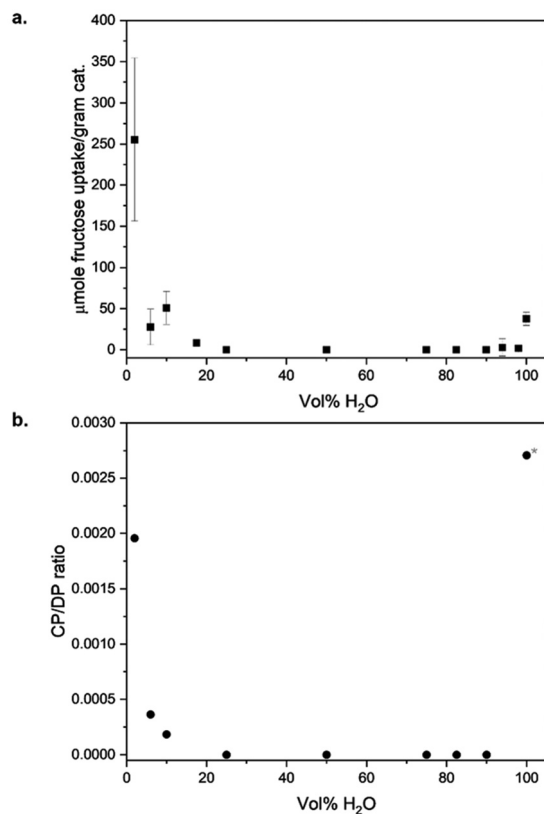 a.
400
350
300
250
200
150
100
50
0
μmole fructose uptake/gram cat.
0 20 40 60 80 100
Vol% H₂O
b.
0.0030
0.0025
0.0020
0.0015
0.0010
0.0005
0.0000
CP/DP ratio
*
0 20 40 60 80 100
Vol% H₂O